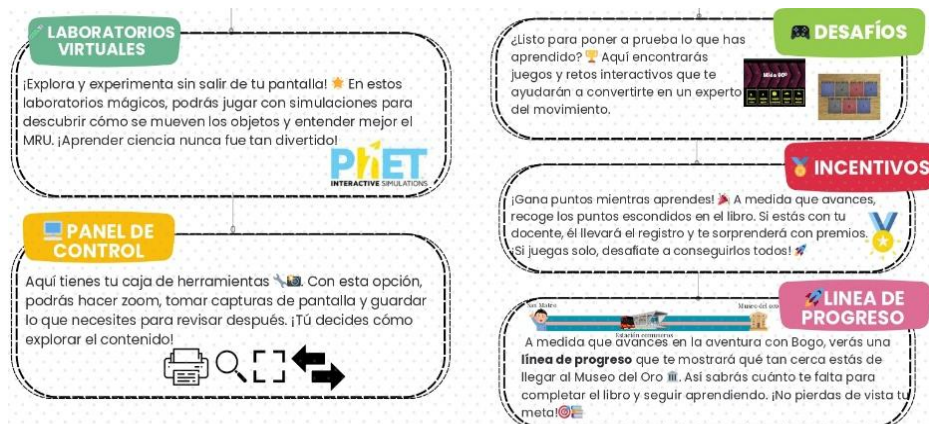 LABORATORIOS
VIRTUALES
¡Explora y experimenta sin salir de tu pantalla! 🌟 En estos
laboratorios mágicos, podrás jugar con simulaciones para
descubrir cómo se mueven los objetos y entender mejor el
MRU. ¡Aprender ciencia nunca fue tan divertido!
PhET
INTERACTIVE SIMULATIONS
PANEL DE
CONTROL
Aquí tienes tu caja de herramientas 🔧📸. Con esta opción,
podrás hacer zoom, tomar capturas de pantalla y guardar
lo que necesites para revisar después. ¡Tú decides cómo
explorar el contenido!
DESAFÍOS
¿Listo para poner a prueba lo que has
aprendido? 🏆 Aquí encontrarás
juegos y retos interactivos que te
ayudarán a convertirte en un experto
del movimiento.
INCENTIVOS
¡Gana puntos mientras aprendes! 🎉 A medida que avances,
recoge los puntos escondidos en el libro. Si estás con tu
docente, él llevará el registro y te sorprenderá con premios.
¡Si juegas solo, desafíate a conseguirlos todos! 🚀
LINEA DE
PROGRESO
San Mateo
Museo del
Estación
A medida que avances en la aventura con Bogo, verás una
línea de progreso que te mostrará qué tan cerca estás de
llegar al Museo del Oro 🏛️. Así sabrás cuánto te falta para
completar el libro y seguir aprendiendo. ¡No pierdas de vista tu
meta!🎯📚